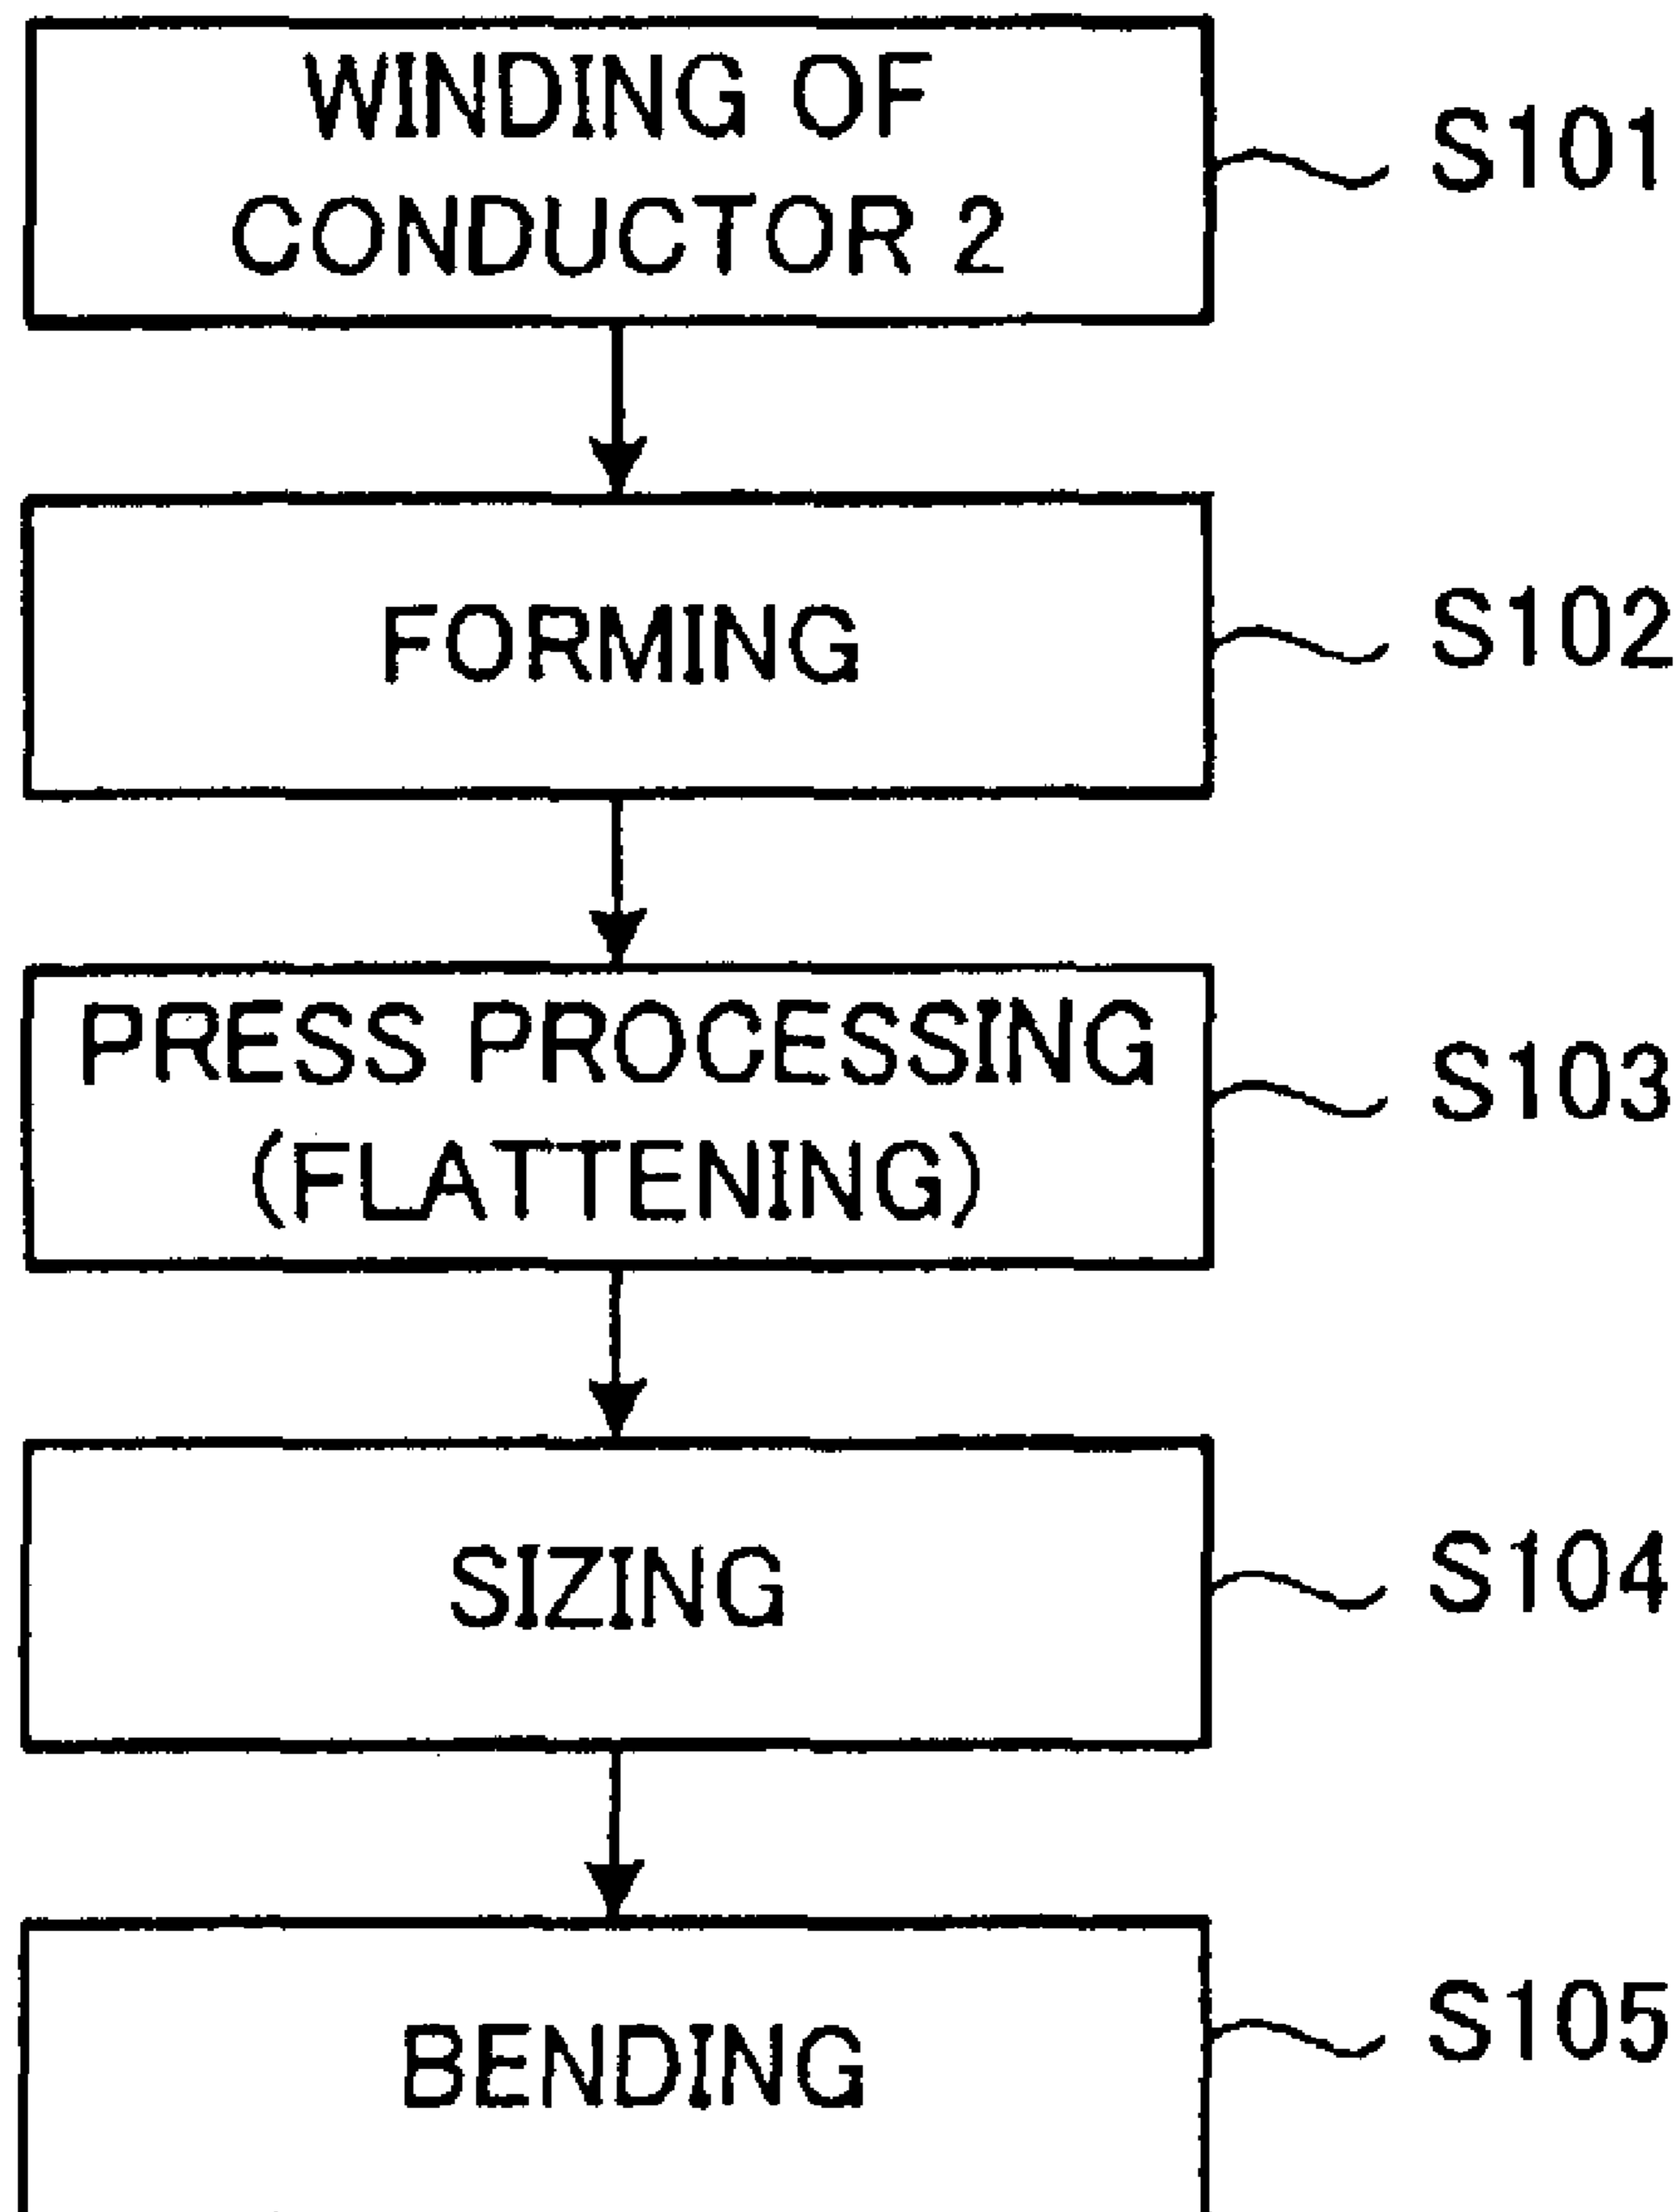 WINDING OF
CONDUCTOR 2
S101
FORMING
S102
PRESS PROCESSING
(FLATTENING)
S103
SIZING
S104
BENDING
S105